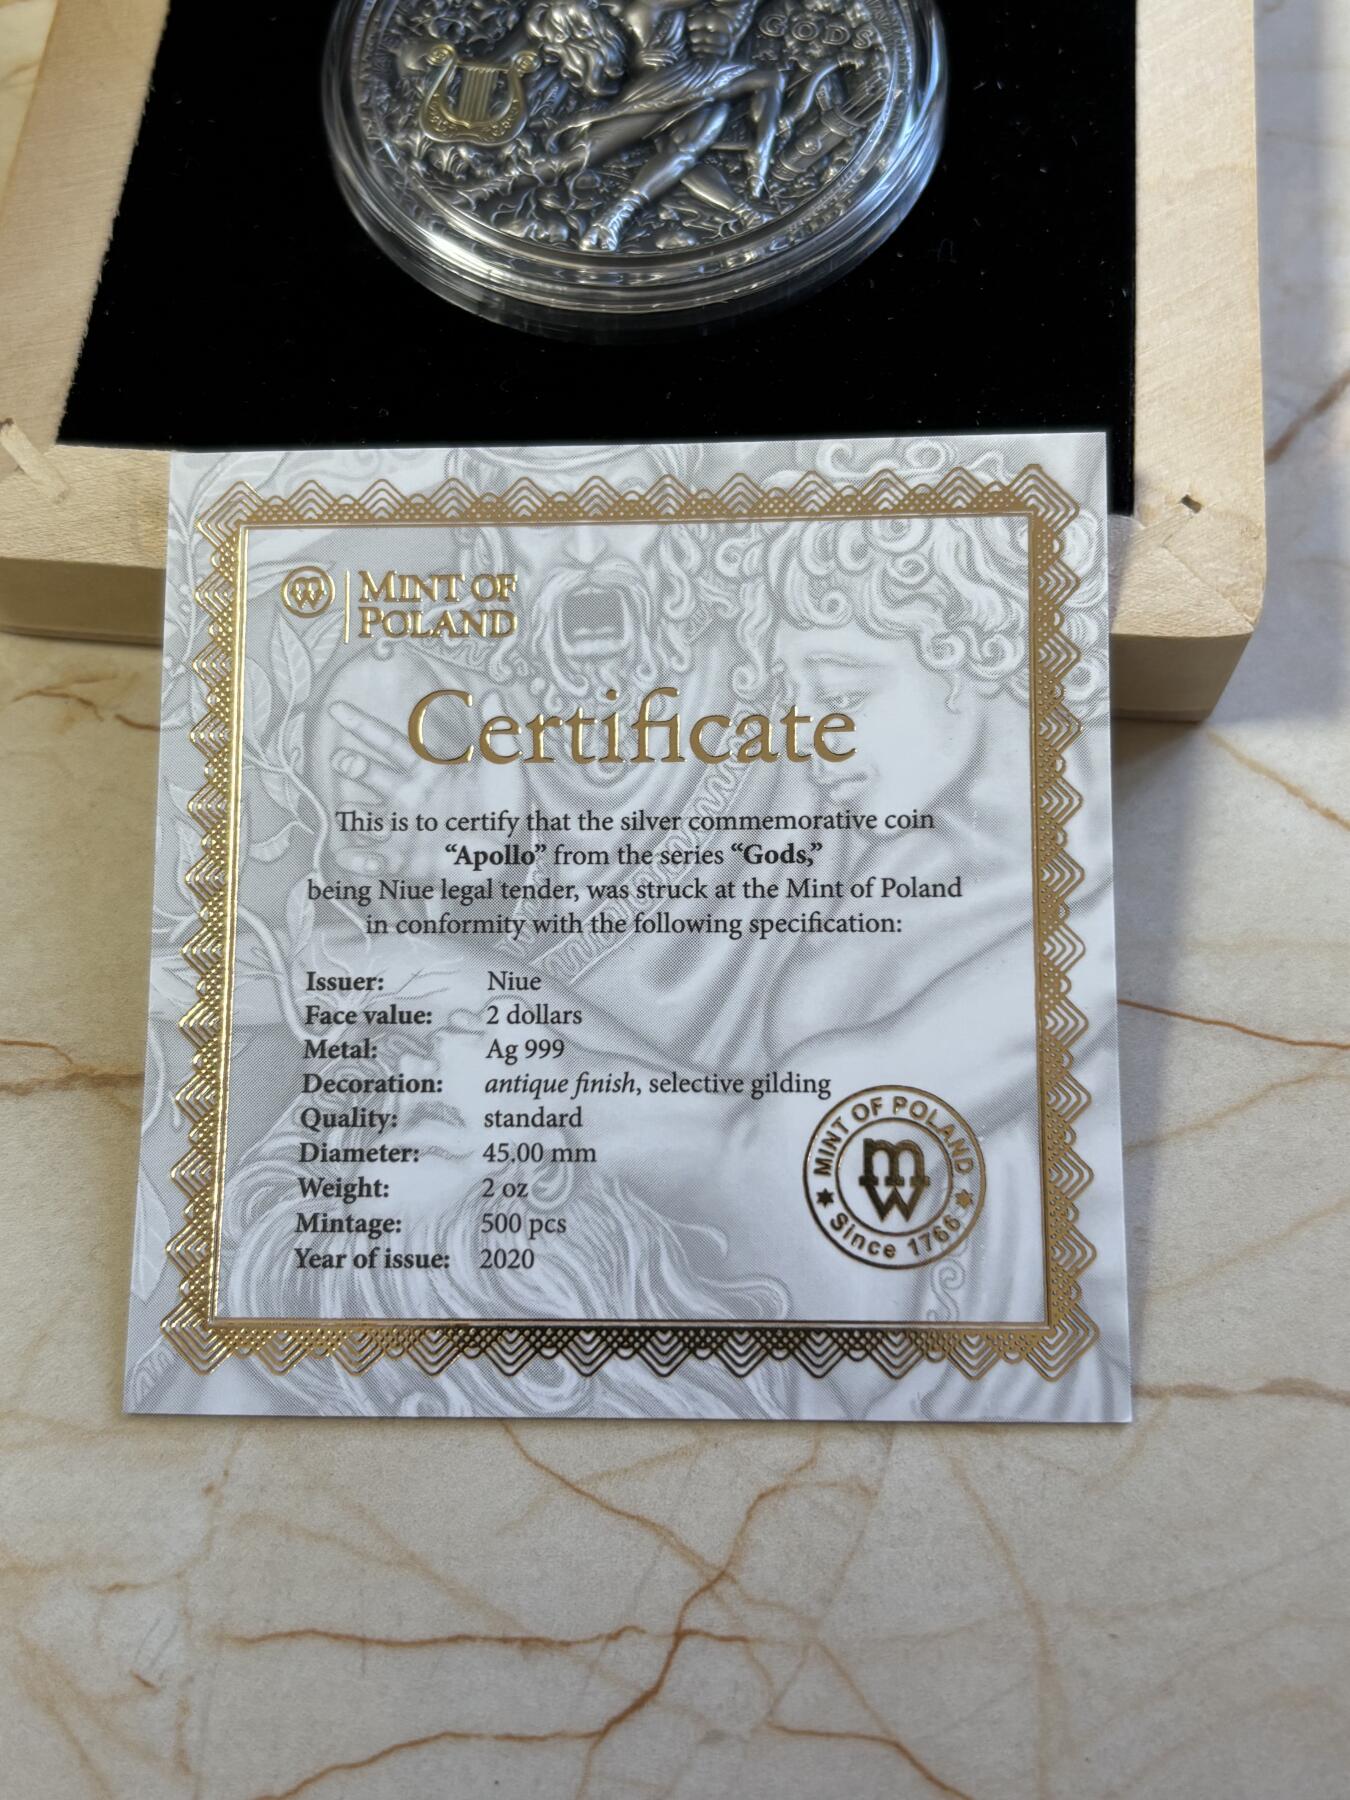 GODS
MINT OF
POLAND
Certificate
This is to certify that the silver commemorative coin
“Apollo” from the series “Gods,”
being Niue legal tender, was struck at the Mint of Poland
in conformity with the following specification:
Issuer: Niue
Face value: 2 dollars
Metal: Ag 999
Decoration: antique finish, selective gilding
Quality: standard
Diameter: 45.00 mm
Weight: 2 oz
Mintage: 500 pcs
Year of issue: 2020
MINT OF POLAND
mw
Since 1766